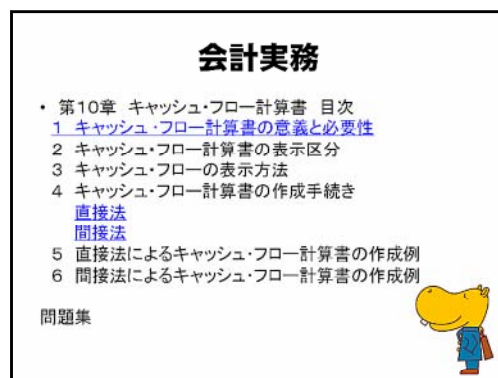 会計実務
• 第10章 キャッシュ・フロー計算書 目次
1 キャッシュ・フロー計算書の意義と必要性
2 キャッシュ・フロー計算書の表示区分
3 キャッシュ・フローの表示方法
4 キャッシュ・フロー計算書の作成手続き
直接法
間接法
5 直接法によるキャッシュ・フロー計算書の作成例
6 間接法によるキャッシュ・フロー計算書の作成例
問題集